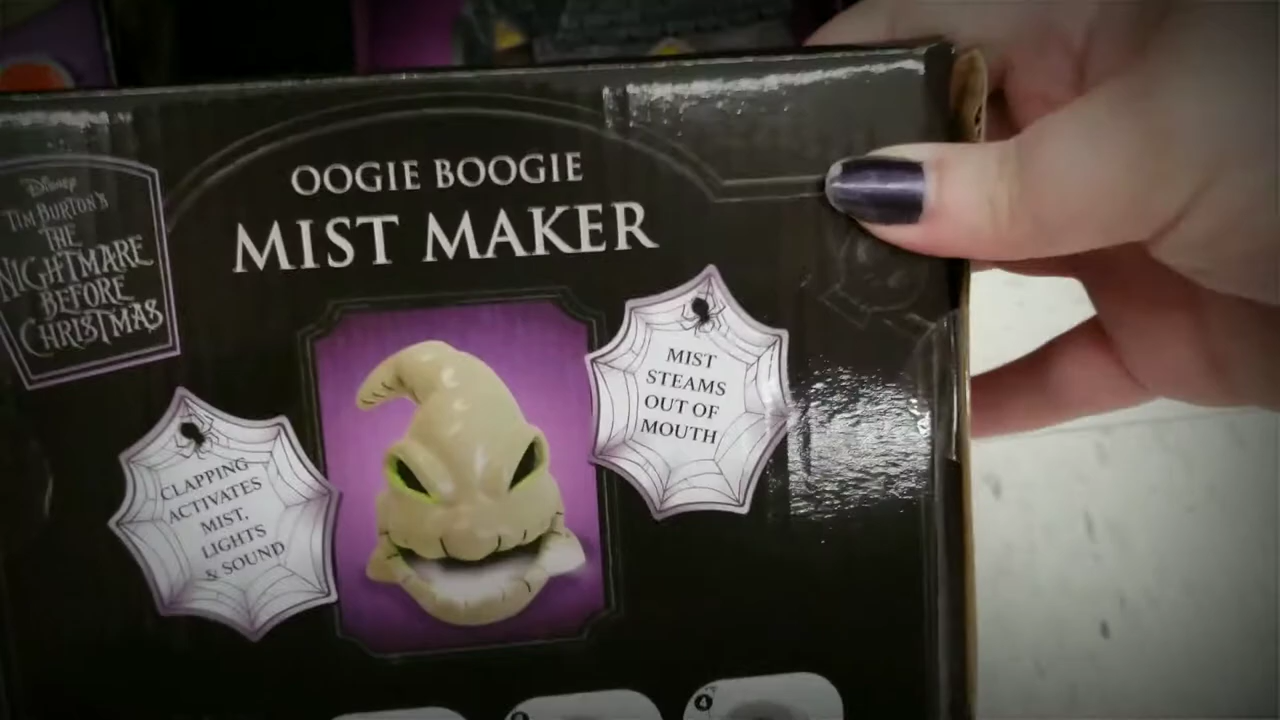 OOGIE BOOGIE
MIST MAKER
Disney
TIM BURTON'S
THE
NIGHTMARE
BEFORE
CHRISTMAS
MIST
STEAMS
OUT OF
MOUTH
CLAPPING
ACTIVATES
MIST,
LIGHTS
& SOUND
4